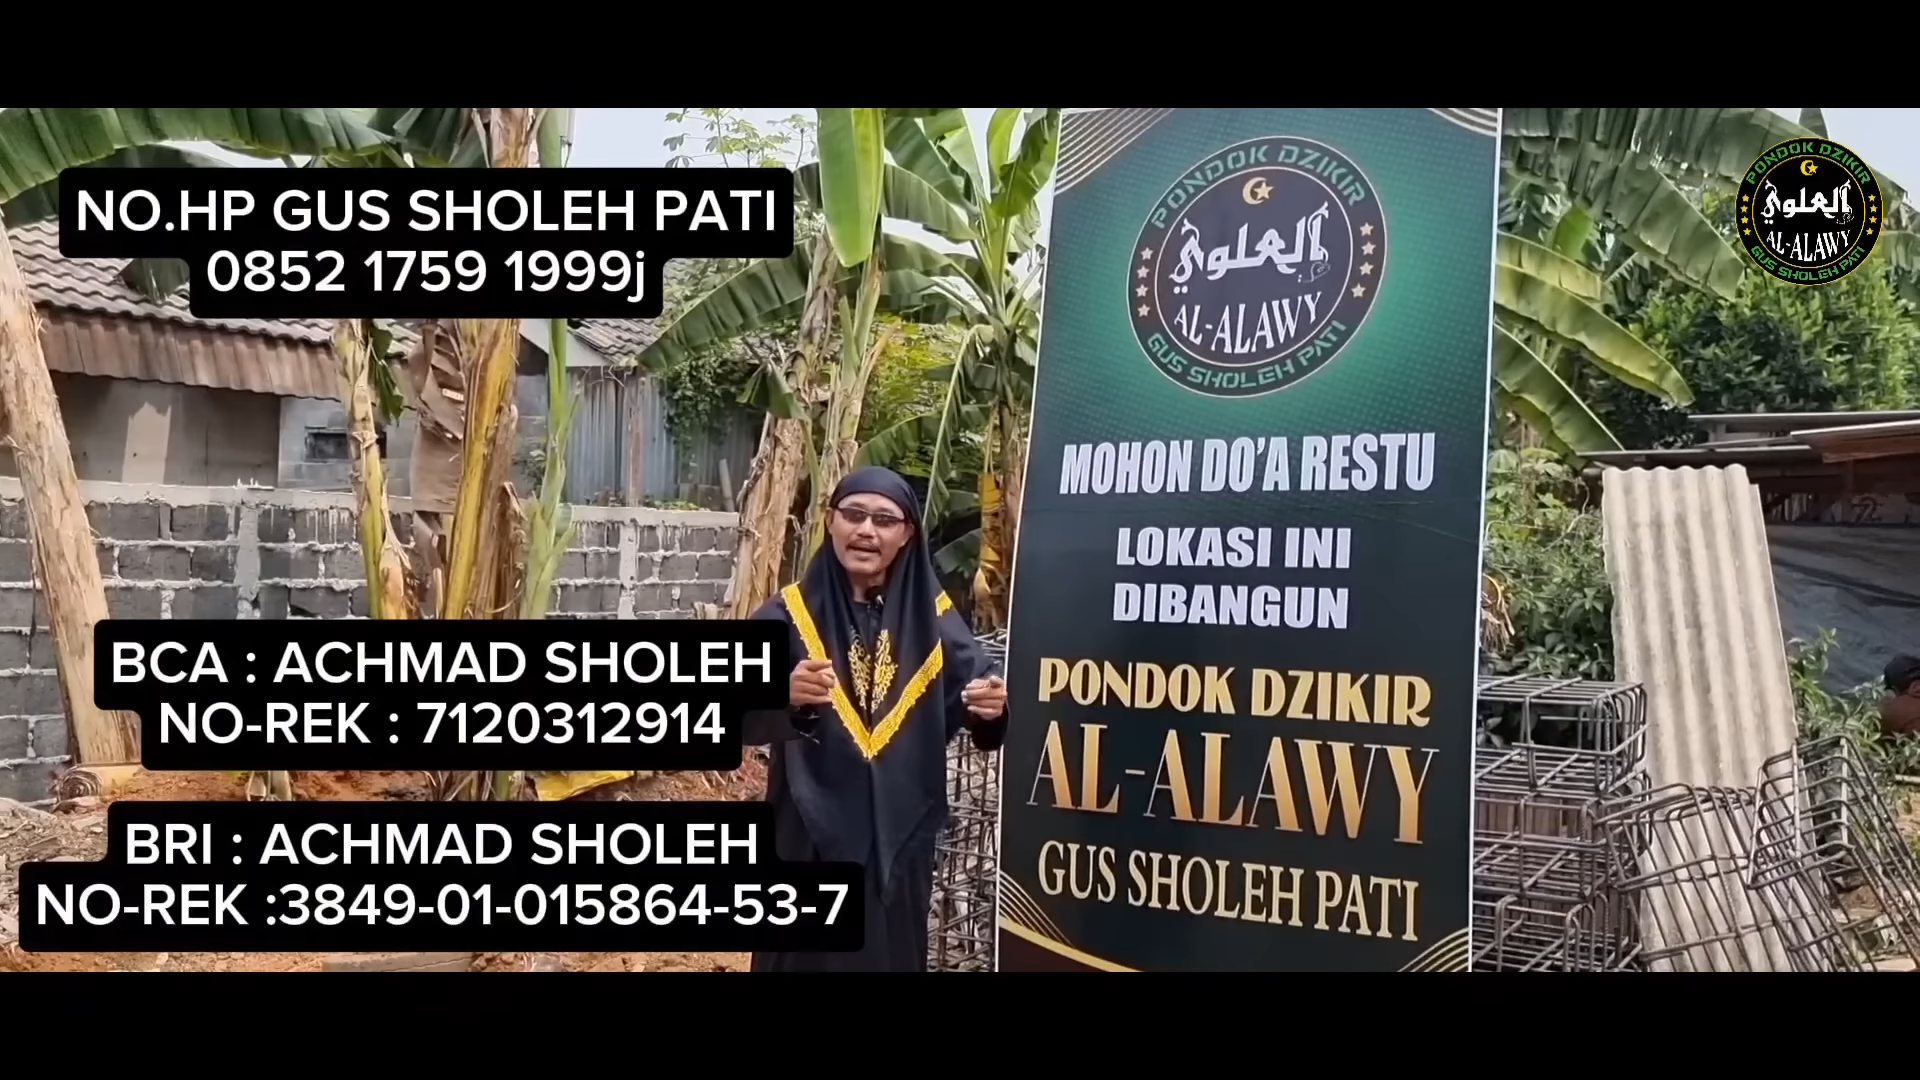 NO.HP GUS SHOLEH PATI
0852 1759 1999j
BCA : ACHMAD SHOLEH
NO-REK : 7120312914
BRI : ACHMAD SHOLEH
NO-REK :3849-01-015864-53-7
PONDOK DZIKIR
العلوي
AL-ALAWY
GUS SHOLEH PATI
MOHON DO'A RESTU
LOKASI INI
DIBANGUN
PONDOK DZIKIR
AL-ALAWY
GUS SHOLEH PATI
PONDOK DZIKIR
العلوي
AL-ALAWY
GUS SHOLEH PATI